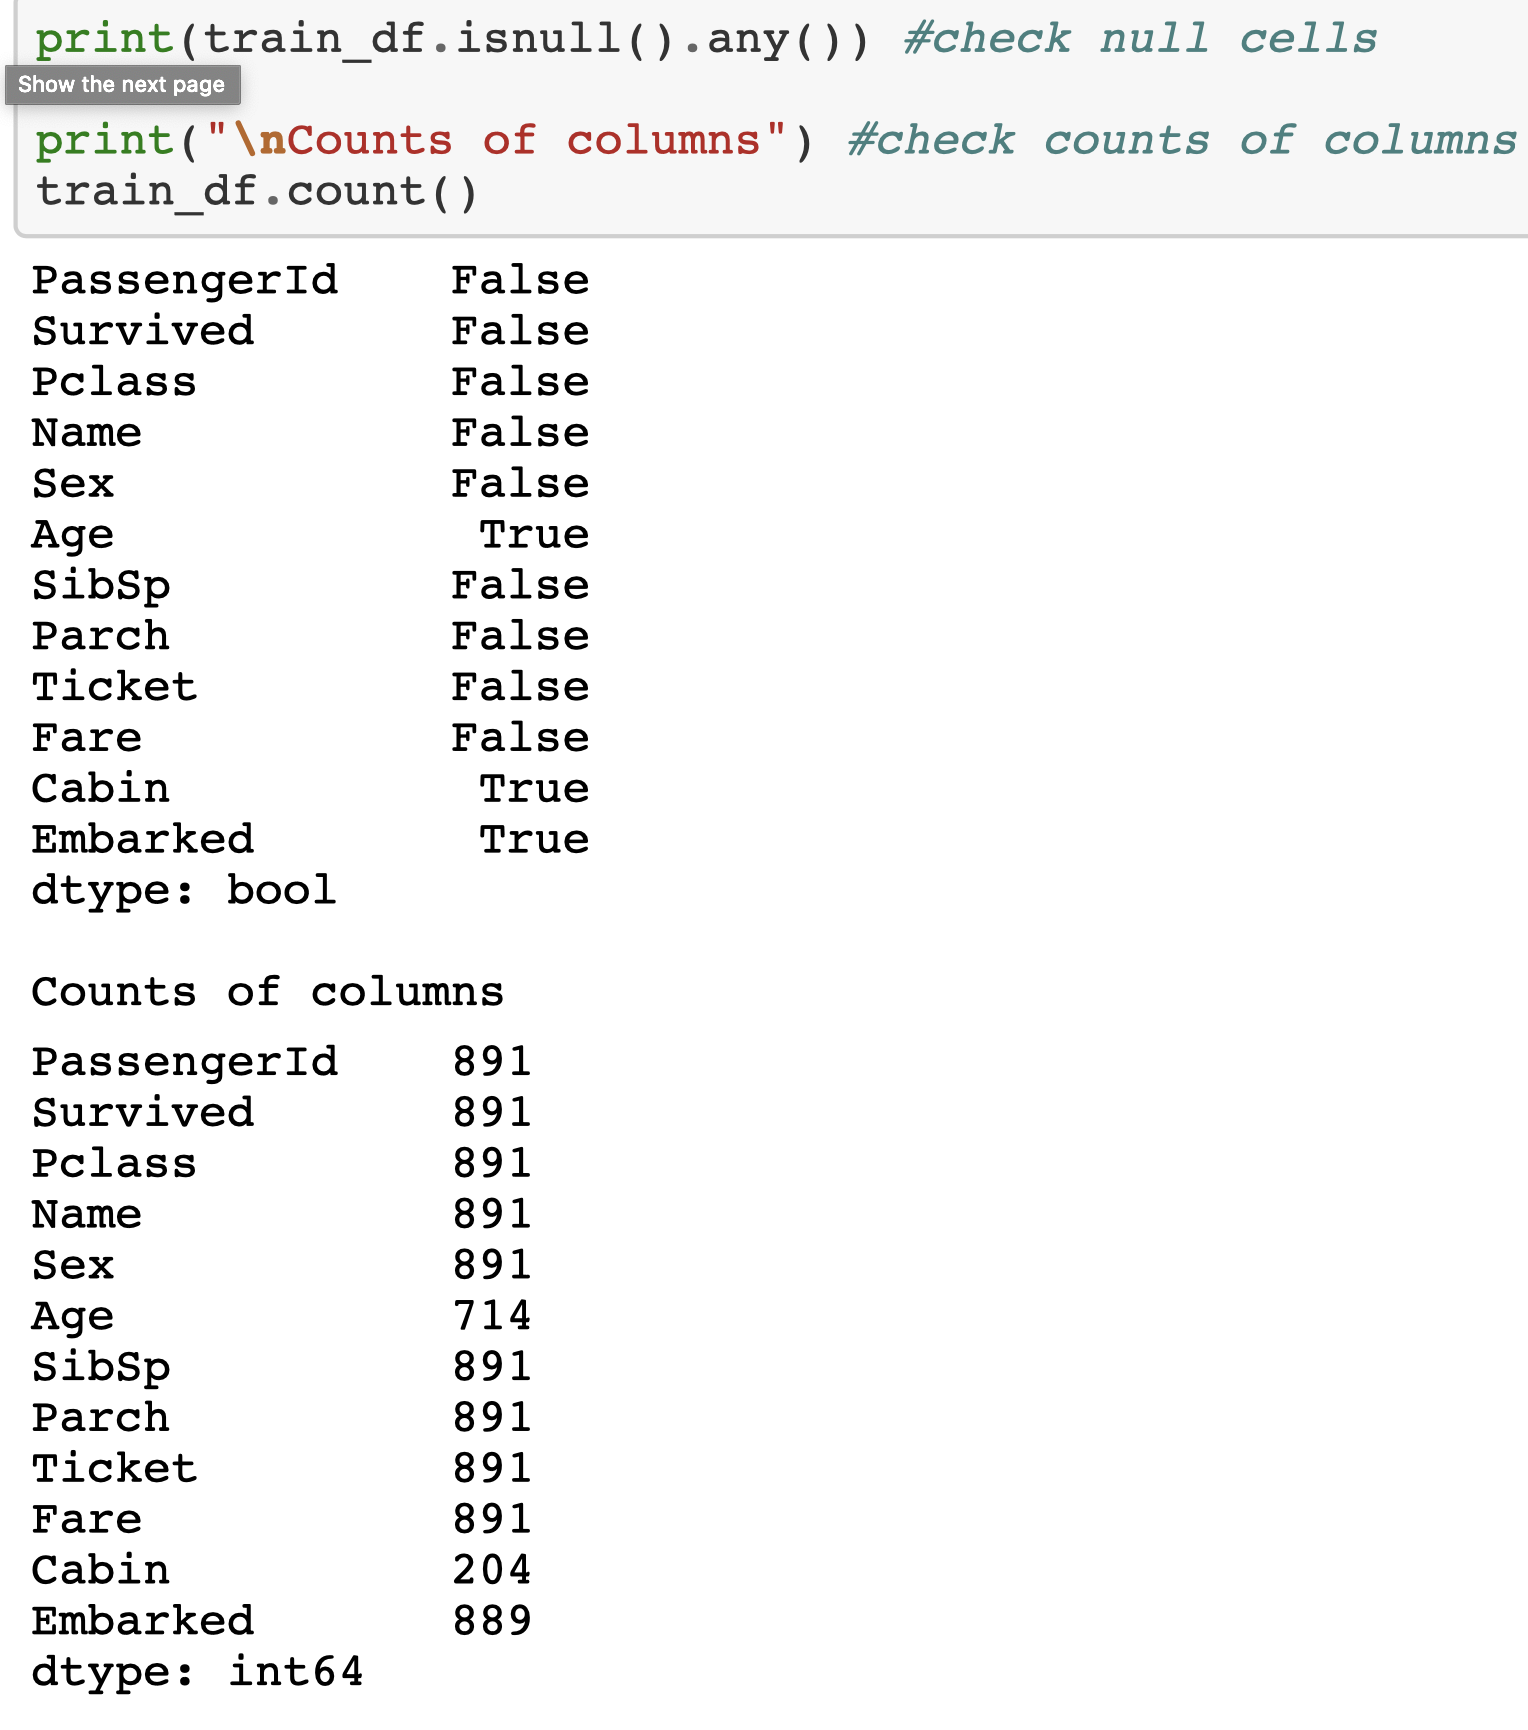 print(train_df.isnull().any()) #check null cells
Show the next page
print("\nCounts of columns") #check counts of columns
train_df.count()
PassengerId    False
Survived       False
Pclass         False
Name           False
Sex            False
Age             True
SibSp          False
Parch          False
Ticket         False
Fare           False
Cabin           True
Embarked        True
dtype: bool
Counts of columns
PassengerId    891
Survived       891
Pclass         891
Name           891
Sex            891
Age            714
SibSp          891
Parch          891
Ticket         891
Fare           891
Cabin          204
Embarked       889
dtype: int64